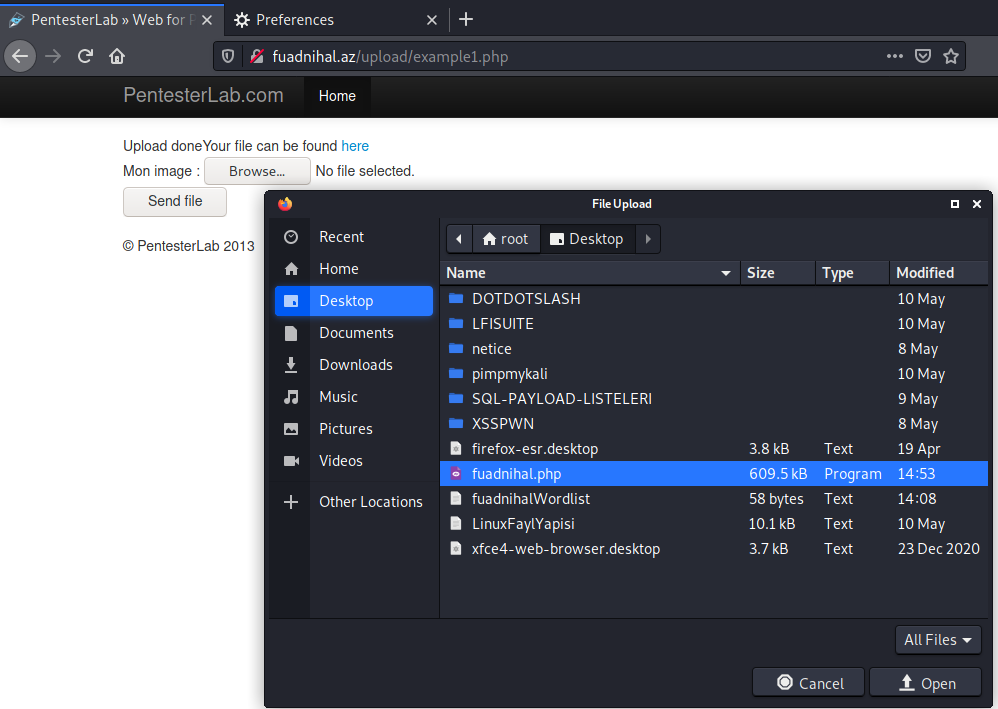 PentesterLab » Web for P
Preferences
fuadnihal.az/upload/example1.php
PentesterLab.com Home
Upload doneYour file can be found here
Mon image : Browse... No file selected.
Send file
© PentesterLab 2013
File Upload
Recent
Home
Desktop
Documents
Downloads
Music
Pictures
Videos
Other Locations
root Desktop
Name Size Type Modified
DOTDOTSLASH 10 May
LFISUITE 10 May
netice 8 May
pimpmykali 10 May
SQL-PAYLOAD-LISTELERI 9 May
XSSPWN 8 May
firefox-esr.desktop 3.8 kB Text 19 Apr
fuadnihal.php 609.5 kB Program 14:53
fuadnihalWordlist 58 bytes Text 14:08
LinuxFaylYapisi 10.1 kB Text 10 May
xfce4-web-browser.desktop 3.7 kB Text 23 Dec 2020
All Files
Cancel Open